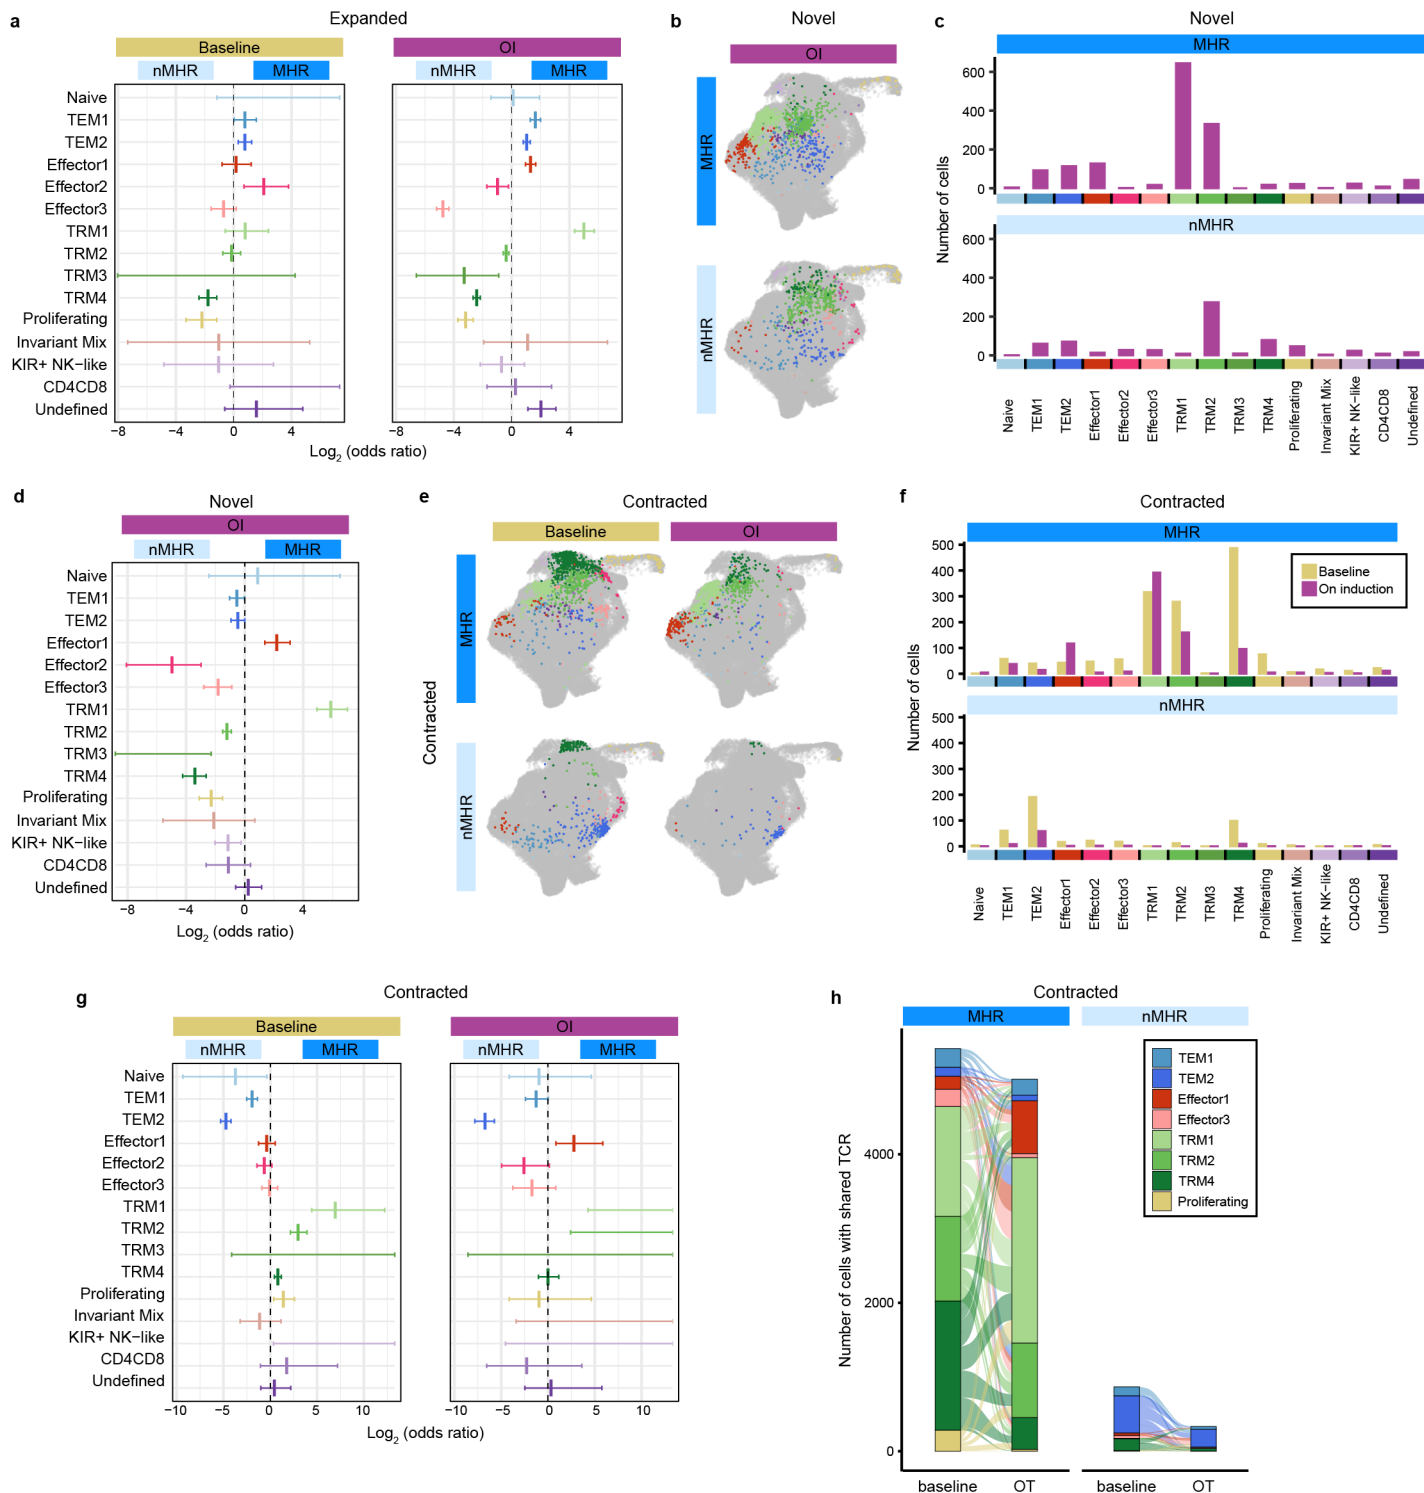 a
Expanded
Baseline
OI
nMHR
MHR
nMHR
MHR
Naive
TEM1
TEM2
Effector1
Effector2
Effector3
TRM1
TRM2
TRM3
TRM4
Proliferating
Invariant Mix
KIR+ NK−like
CD4CD8
Undefined
−8 −4 0 4
−8 −4 0 4
Log2 (odds ratio)
b
Novel
OI
MHR
nMHR
c
Novel
MHR
600
400
200
0
nMHR
600
400
200
0
Number of cells
Naive
TEM1
TEM2
Effector1
Effector2
Effector3
TRM1
TRM2
TRM3
TRM4
Proliferating
Invariant Mix
KIR+ NK−like
CD4CD8
Undefined
d
Novel
OI
nMHR
MHR
Naive
TEM1
TEM2
Effector1
Effector2
Effector3
TRM1
TRM2
TRM3
TRM4
Proliferating
Invariant Mix
KIR+ NK−like
CD4CD8
Undefined
−8 −4 0 4
Log2 (odds ratio)
e
Contracted
Baseline
OI
MHR
Contracted
nMHR
f
Contracted
MHR
500
400
300
200
100
0
Baseline
On induction
nMHR
500
400
300
200
100
0
Number of cells
Naive
TEM1
TEM2
Effector1
Effector2
Effector3
TRM1
TRM2
TRM3
TRM4
Proliferating
Invariant Mix
KIR+ NK−like
CD4CD8
Undefined
g
Contracted
Baseline
OI
nMHR
MHR
nMHR
MHR
Naive
TEM1
TEM2
Effector1
Effector2
Effector3
TRM1
TRM2
TRM3
TRM4
Proliferating
Invariant Mix
KIR+ NK−like
CD4CD8
Undefined
−10 −5 0 5 10
−10 −5 0 5 10
Log2 (odds ratio)
h
Contracted
MHR
nMHR
4000
2000
0
Number of cells with shared TCR
TEM1
TEM2
Effector1
Effector3
TRM1
TRM2
TRM4
Proliferating
baseline
OT
baseline
OT